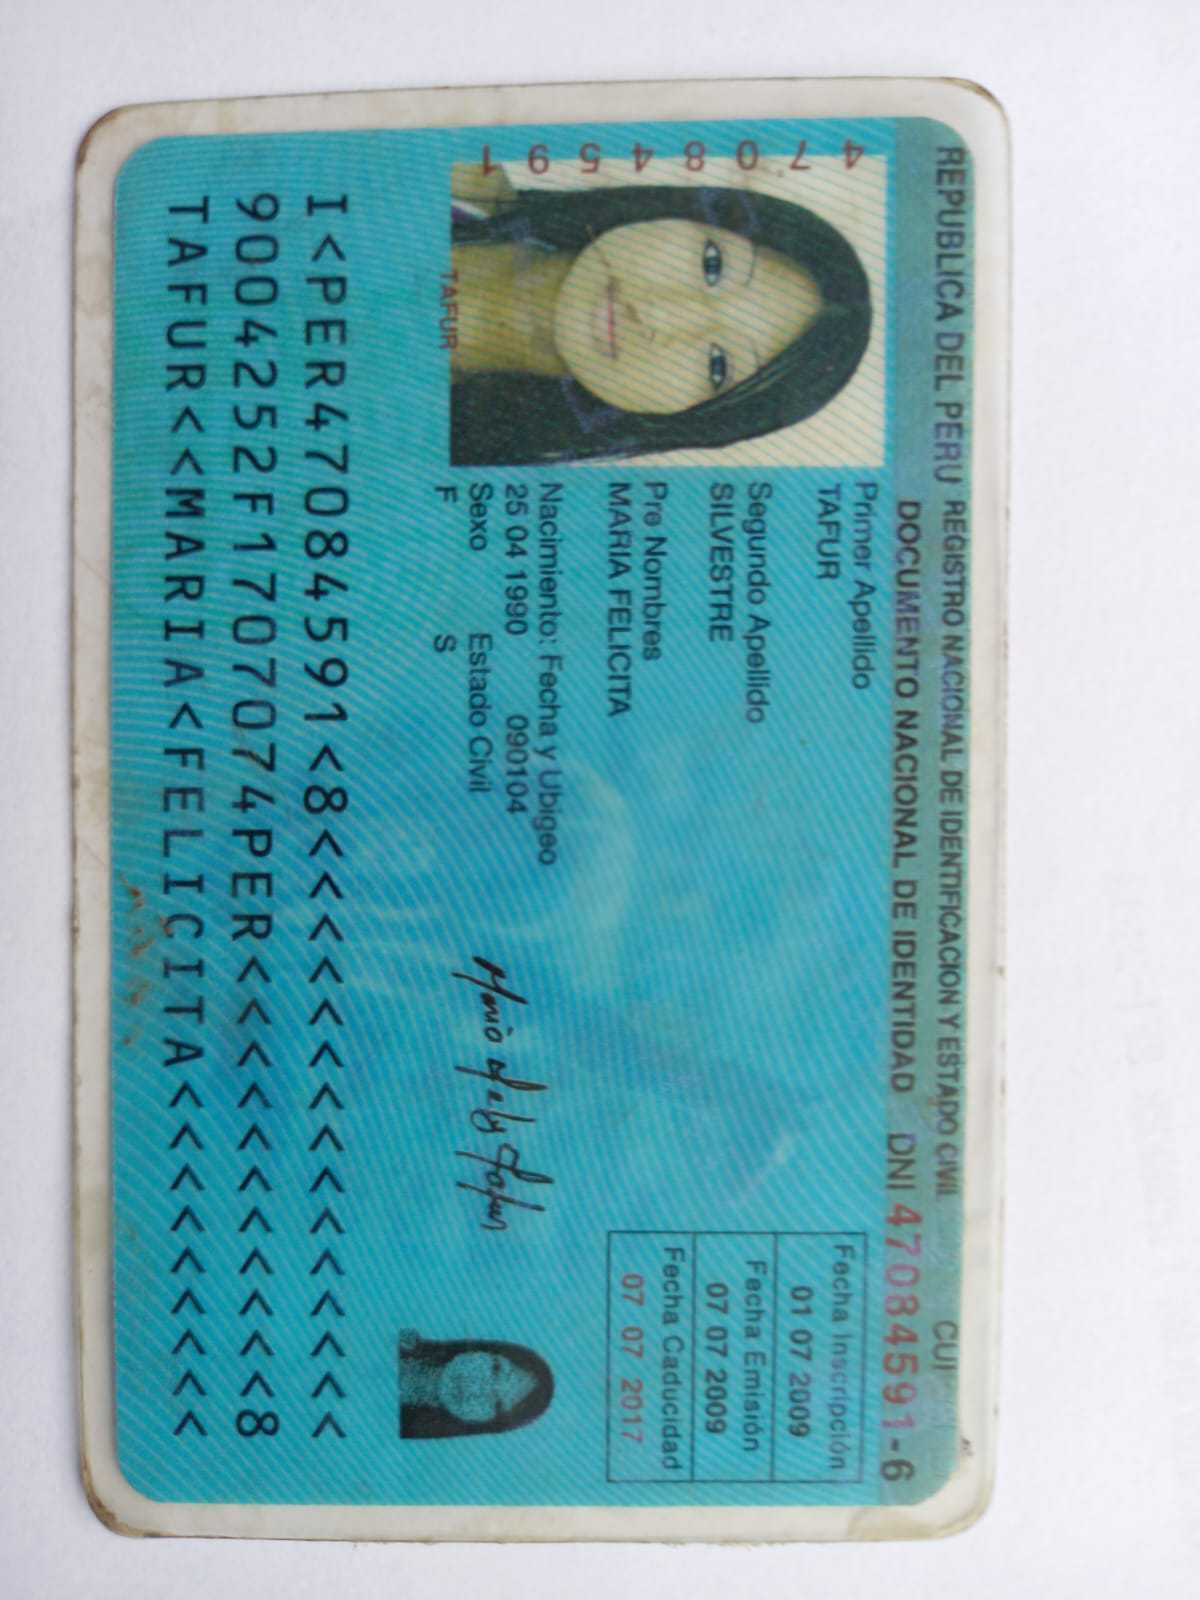 REPUBLICA DEL PERU REGISTRO NACIONAL DE IDENTIFICACION Y ESTADO CIVIL
CUI
DOCUMENTO NACIONAL DE IDENTIDAD DNI 47084591-6
47084591
TAFUR
Primer Apellido
TAFUR
Segundo Apellido
SILVESTRE
Pre Nombres
MARIA FELICITA
Nacimiento: Fecha y Ubigeo
25 04 1990 090104
Sexo Estado Civil
F S
Fecha Inscripción
01 07 2009
Fecha Emisión
07 07 2009
Fecha Caducidad
07 07 2017
I<PER47084591<8<<<<<<<<<<<<<<<
9004252F1707074PER<<<<<<<<<<<8
TAFUR<<MARIA<FELICITA<<<<<<<<<